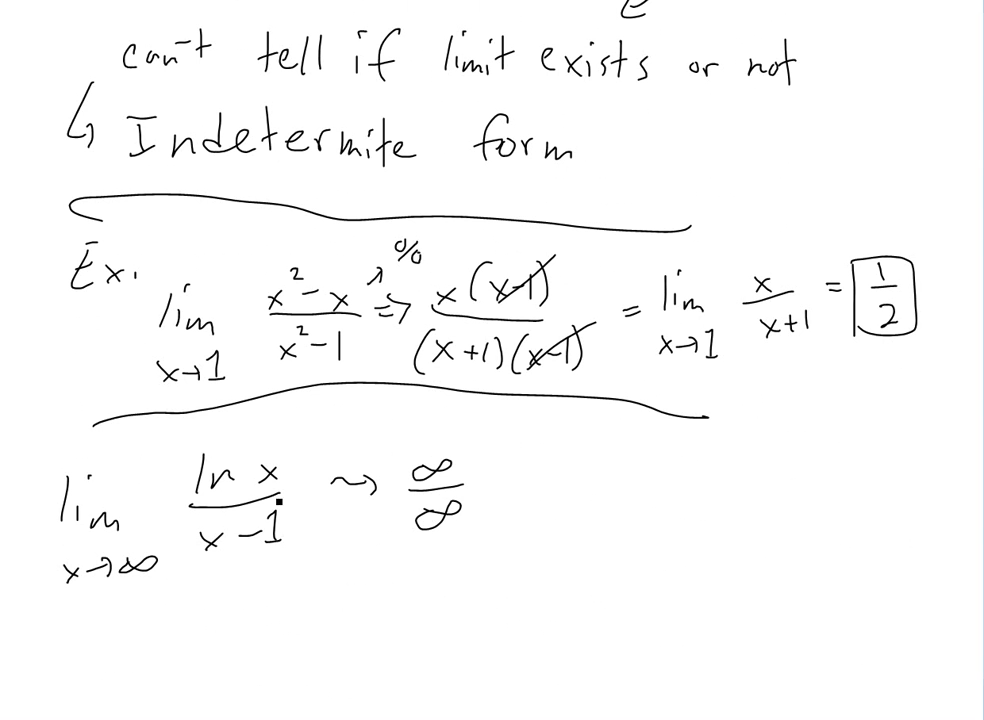 can't tell if limit exists or not
↳ Indetermite form
Ex. lim x→1 (x² - x)/(x² - 1) ⇒ 0/0 x(x-1)/((x+1)(x-1)) = lim x→1 x/(x+1) = 1/2
lim x→∞ ln x/(x-1) ⇝ ∞/∞